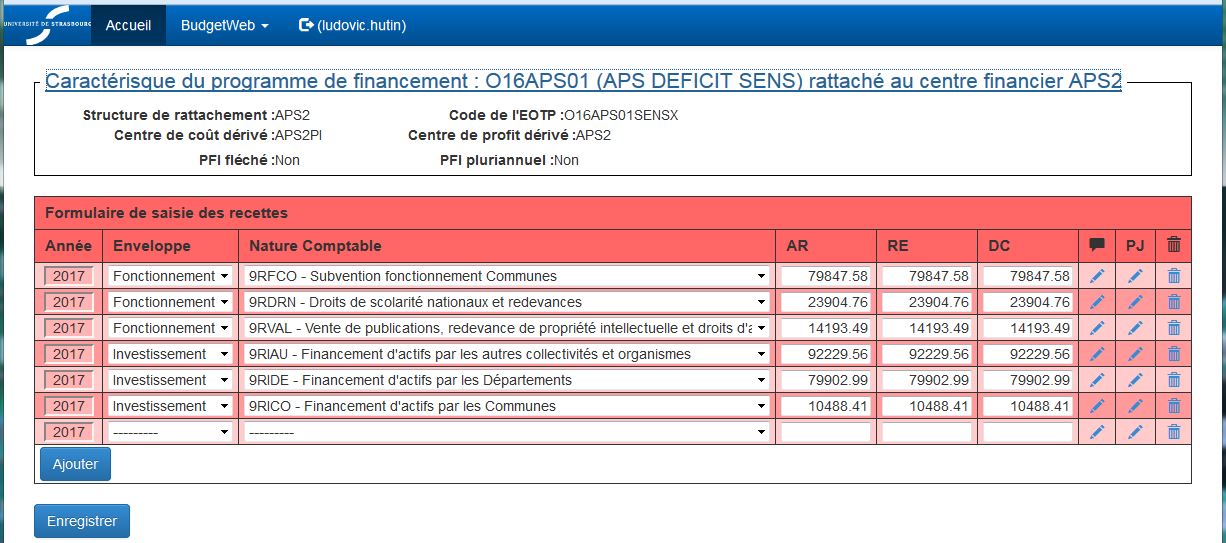 UNIVERSITÉ DE STRASBOURG Accueil BudgetWeb (ludovic.hutin)
Caractérisque du programme de financement : O16APS01 (APS DEFICIT SENS) rattaché au centre financier APS2
Structure de rattachement :APS2 Code de l'EOTP :O16APS01SENSX
Centre de coût dérivé :APS2PI Centre de profit dérivé :APS2
PFI fléché :Non PFI pluriannuel :Non
Formulaire de saisie des recettes
Année Enveloppe Nature Comptable AR RE DC PJ
2017 Fonctionnement 9RFCO - Subvention fonctionnement Communes 79847.58 79847.58 79847.58
2017 Fonctionnement 9RDRN - Droits de scolarité nationaux et redevances 23904.76 23904.76 23904.76
2017 Fonctionnement 9RVAL - Vente de publications, redevance de propriété intellectuelle et droits d'a 14193.49 14193.49 14193.49
2017 Investissement 9RIAU - Financement d'actifs par les autres collectivités et organismes 92229.56 92229.56 92229.56
2017 Investissement 9RIDE - Financement d'actifs par les Départements 79902.99 79902.99 79902.99
2017 Investissement 9RICO - Financement d'actifs par les Communes 10488.41 10488.41 10488.41
2017 --------- ---------
Ajouter
Enregistrer